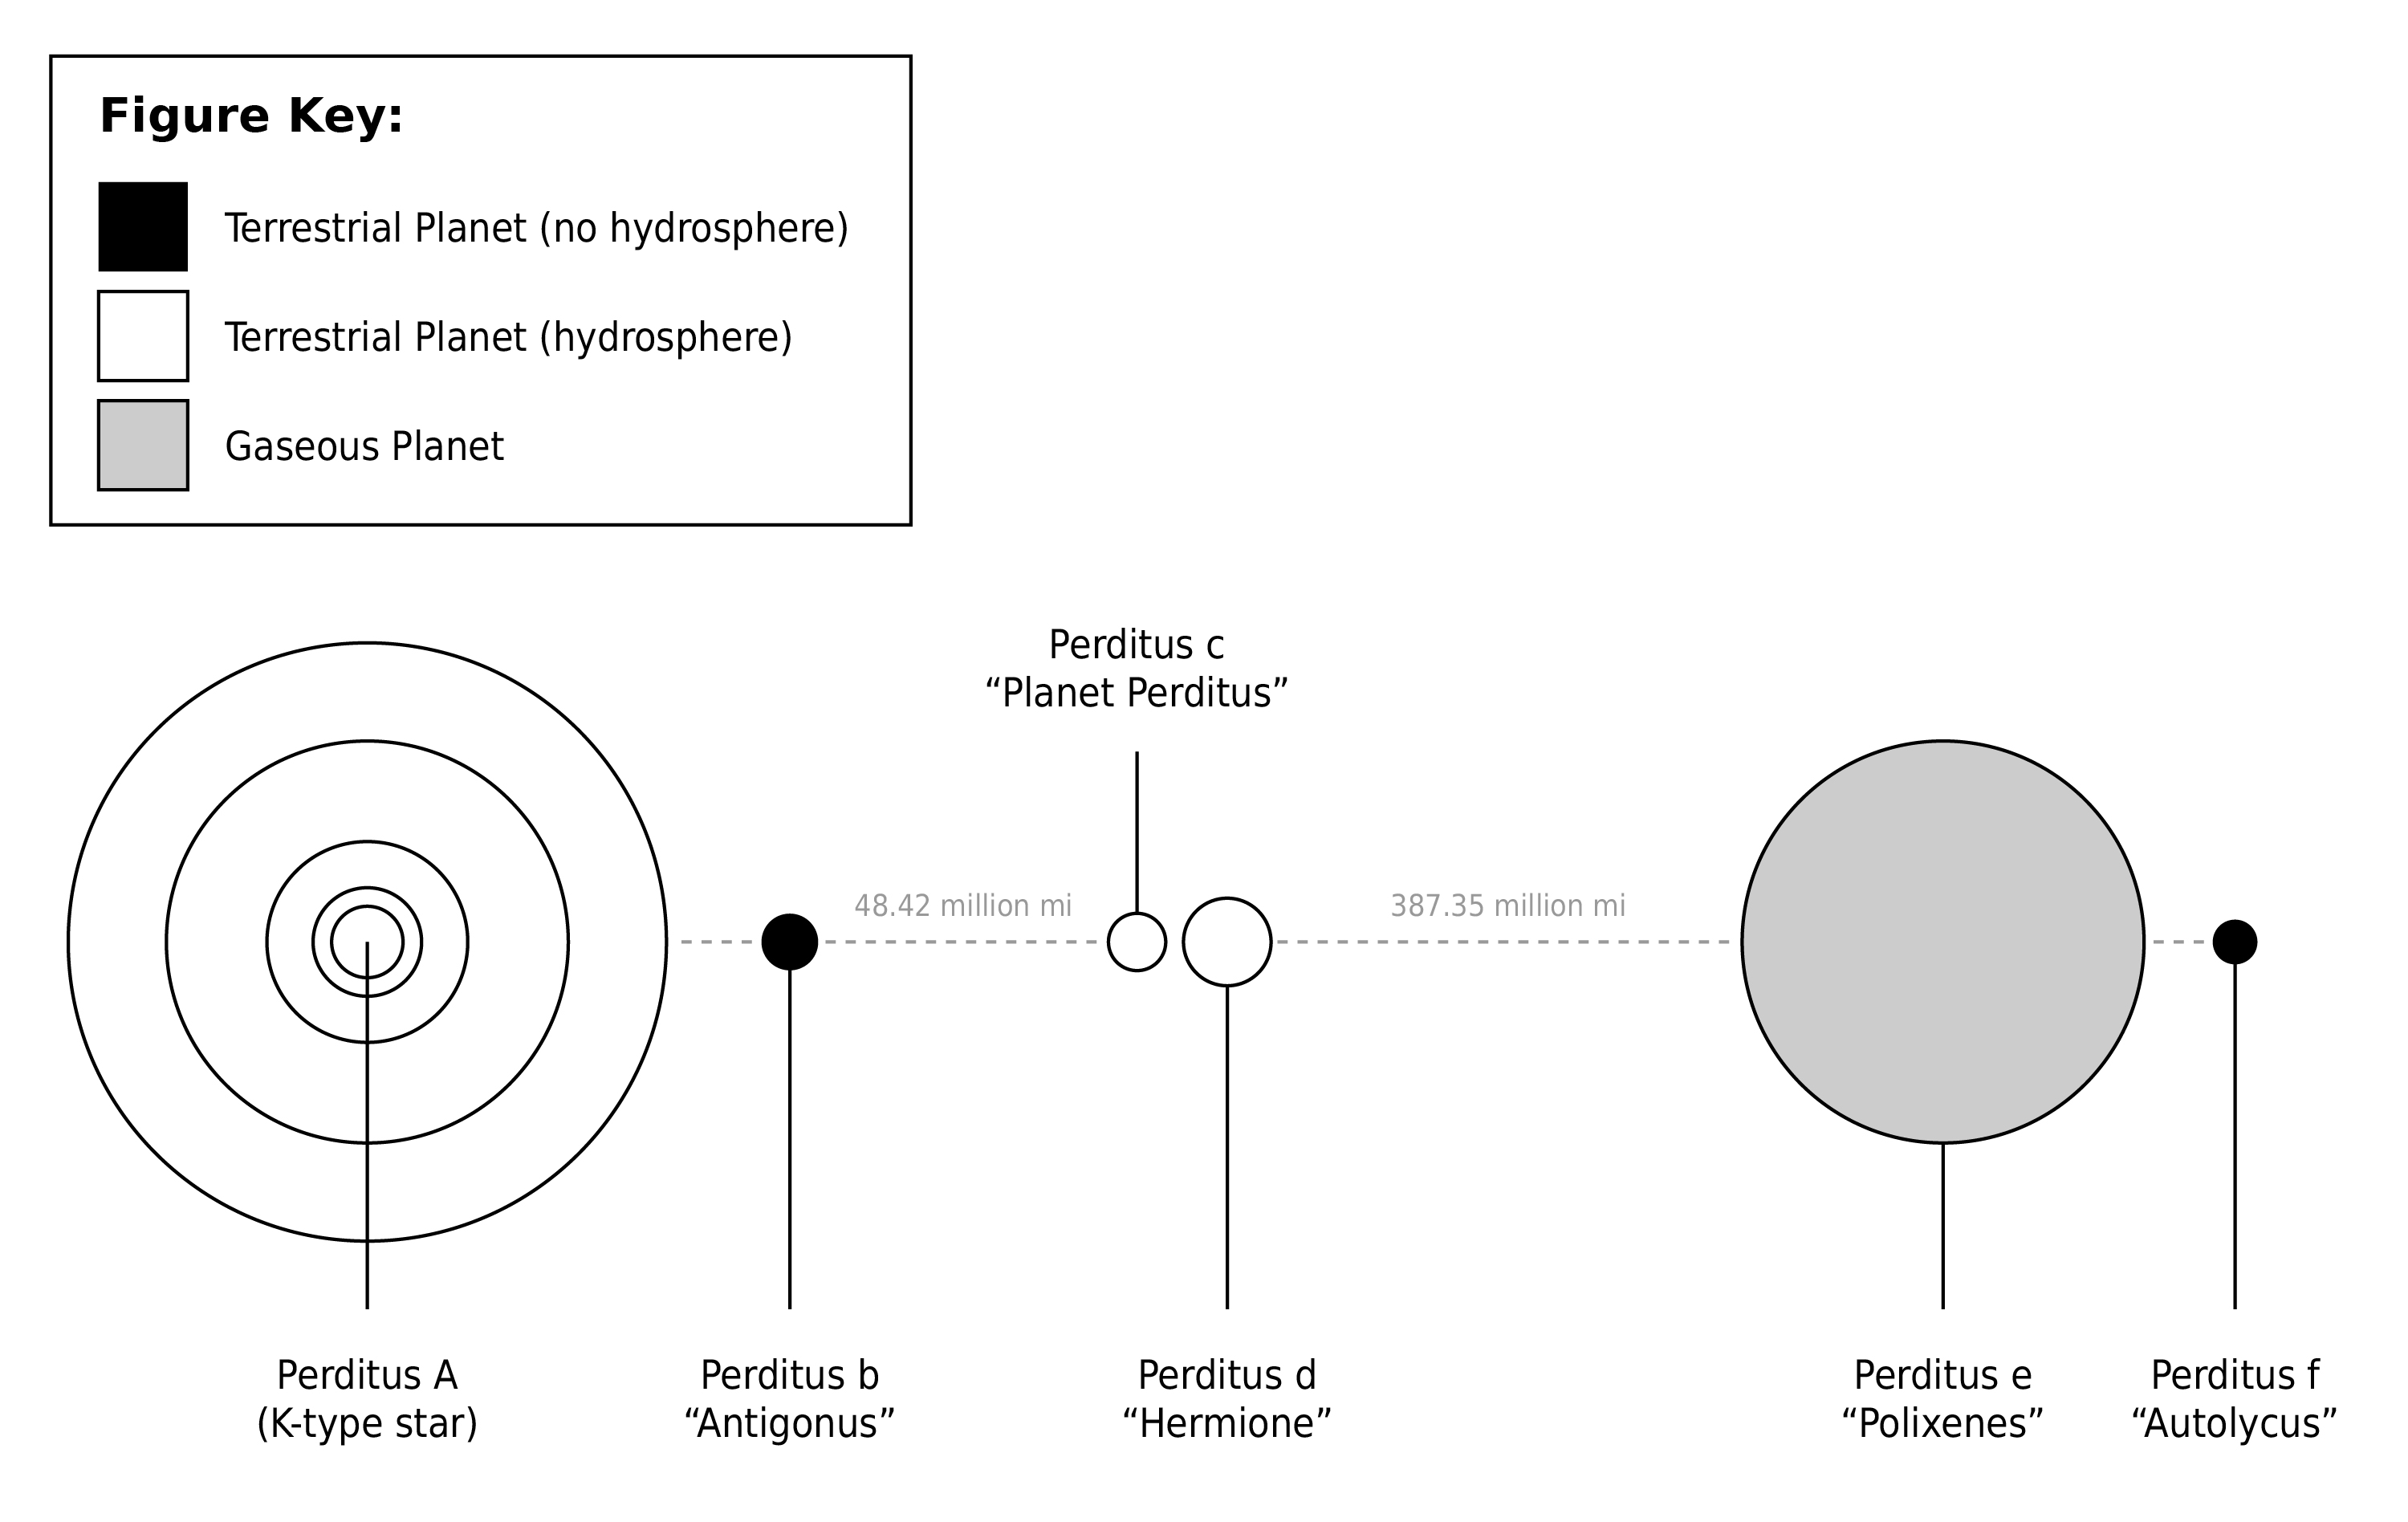 Figure Key:
Terrestrial Planet (no hydrosphere)
Terrestrial Planet (hydrosphere)
Gaseous Planet
Perditus c
“Planet Perditus”
48.42 million mi
387.35 million mi
Perditus A
(K-type star)
Perditus b
“Antigonus”
Perditus d
“Hermione”
Perditus e
“Polixenes”
Perditus f
“Autolycus”